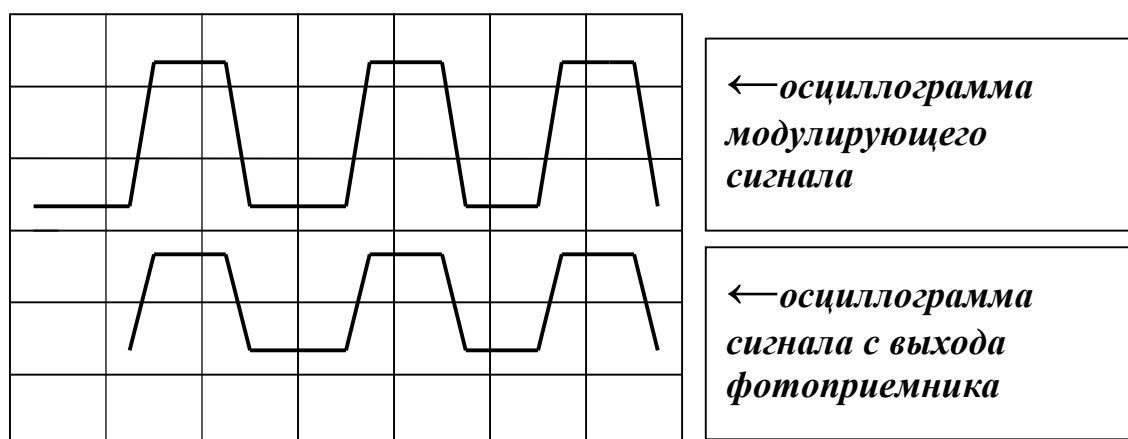 ←осциллограмма
модулирующего
сигнала
←осциллограмма
сигнала с выхода
фотоприемника